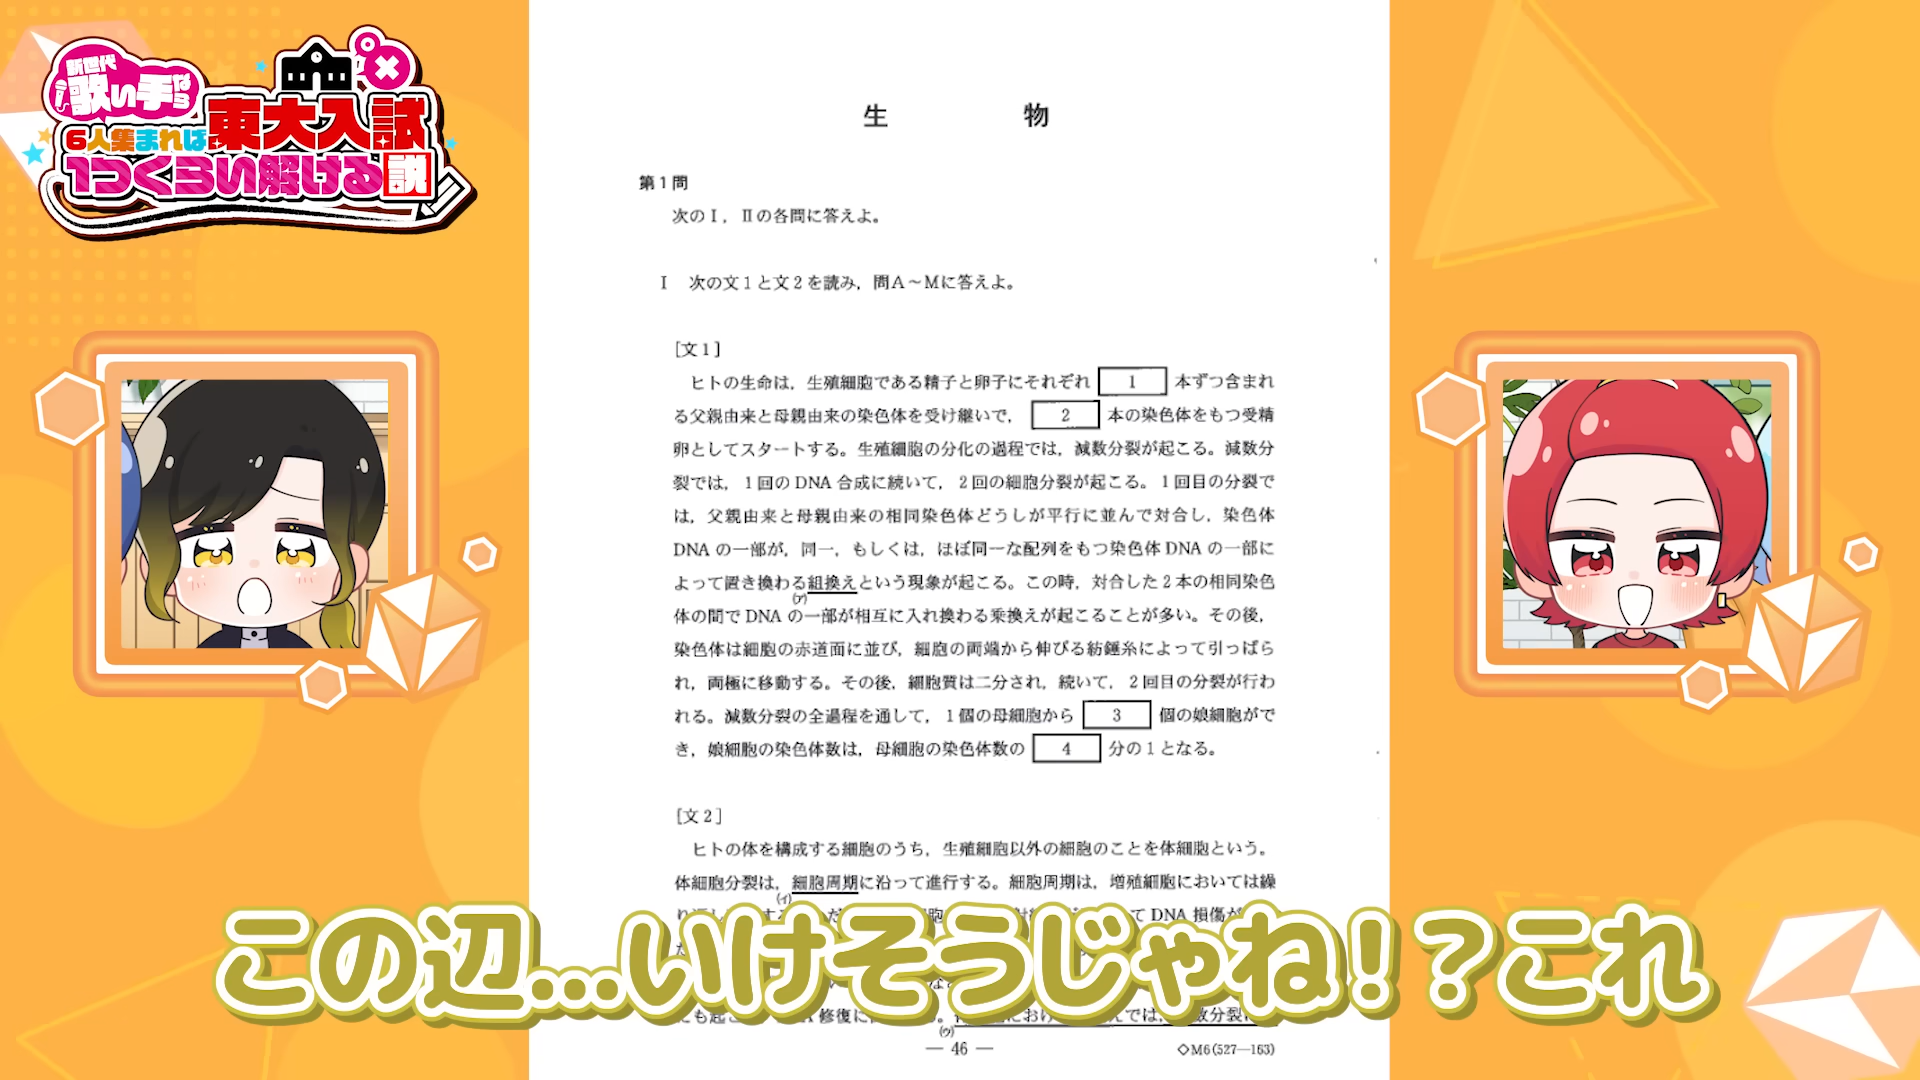 新世代
歌い手なら
6人集まれば東大入試
1つくらい解ける説
生 物
第1問
次のⅠ，Ⅱの各問に答えよ。
Ⅰ 次の文1と文2を読み，問A～Mに答えよ。
［文1］
ヒトの生命は，生殖細胞である精子と卵子にそれぞれ 1 本ずつ含まれ
る父親由来と母親由来の染色体を受け継いで， 2 本の染色体をもつ受精
卵としてスタートする。生殖細胞の分化の過程では，減数分裂が起こる。減数分
裂では，1回のDNA合成に続いて，2回の細胞分裂が起こる。1回目の分裂で
は，父親由来と母親由来の相同染色体どうしが平行に並んで対合し，染色体
DNAの一部が，同一，もしくは，ほぼ同一な配列をもつ染色体DNAの一部に
よって置き換わる組換えという現象が起こる。この時，対合した2本の相同染色
(ア)
体の間でDNAの一部が相互に入れ換わる乗換えが起こることが多い。その後，
染色体は細胞の赤道面に並び，細胞の両端から伸びる紡錘糸によって引っぱら
れ，両極に移動する。その後，細胞質は二分され，続いて，2回目の分裂が行わ
れる。減数分裂の全過程を通して，1個の母細胞から 3 個の娘細胞がで
き，娘細胞の染色体数は，母細胞の染色体数の 4 分の1となる。
［文2］
ヒトの体を構成する細胞のうち，生殖細胞以外の細胞のことを体細胞という。
体細胞分裂は，細胞周期に沿って進行する。細胞周期は，増殖細胞においては繰
(イ)
DNA損傷が
修復に
数分裂
(ウ)
この辺...いけそうじゃね!？これ
― 46 ―
◇M6(527―163)